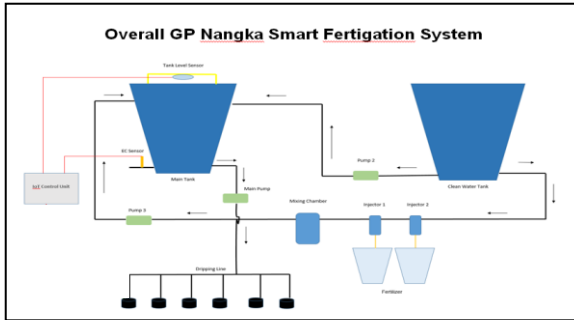 Overall GP Nangka Smart Fertigation System
Tank Level Sensor
EC Sensor
IoT Control Unit
Main Tank
Pump 2
Clean Water Tank
Main Pump
Mixing Chamber
Injector 1
Injector 2
Pump 3
Dripping Line
Fertilizer